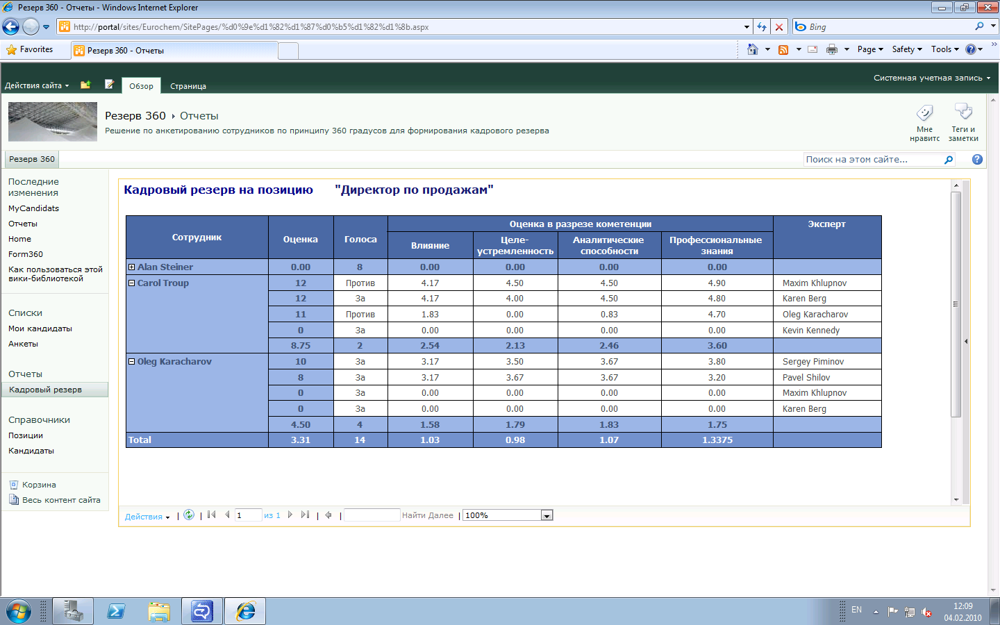 Резерв 360 - Отчеты - Windows Internet Explorer
http://portal/sites/Eurochem/SitePages/%d0%9e%d1%82%d1%87%d0%b5%d1%82%d1%8b.aspx
Bing
Favorites
Резерв 360 - Отчеты
Page
Safety
Tools
Действия сайта
Обзор
Страница
Системная учетная запись
Резерв 360 Отчеты
Решение по анкетированию сотрудников по принципу 360 градусов для формирования кадрового резерва
Мне нравитс
Теги и заметки
Резерв 360
Поиск на этом сайте...
Последние
изменения
MyCandidats
Отчеты
Home
Form360
Как пользоваться этой
вики-библиотекой
Списки
Мои кандидаты
Анкеты
Отчеты
Кадровый резерв
Справочники
Позиции
Кандидаты
Корзина
Весь контент сайта
Кадровый резерв на позицию "Директор по продажам"
Сотрудник Оценка Голоса Оценка в разрезе кометенции Эксперт
Влияние Целе-устремленность Аналитические способности Профессиональные знания
Alan Steiner 0.00 8 0.00 0.00 0.00 0.00
Carol Troup 12 Против 4.17 4.50 4.50 4.90 Maxim Khlupnov
12 За 4.17 4.00 4.50 4.80 Karen Berg
11 Против 1.83 0.00 0.83 4.70 Oleg Karacharov
0 За 0.00 0.00 0.00 0.00 Kevin Kennedy
8.75 2 2.54 2.13 2.46 3.60
Oleg Karacharov 10 За 3.17 3.50 3.67 3.80 Sergey Piminov
8 За 3.17 3.67 3.67 3.20 Pavel Shilov
0 За 0.00 0.00 0.00 0.00 Maxim Khlupnov
0 За 0.00 0.00 0.00 0.00 Karen Berg
4.50 4 1.58 1.79 1.83 1.75
Total 3.31 14 1.03 0.98 1.07 1.3375
Действия | | 1 из 1 | | Найти Далее | 100%
EN
12:09
04.02.2010